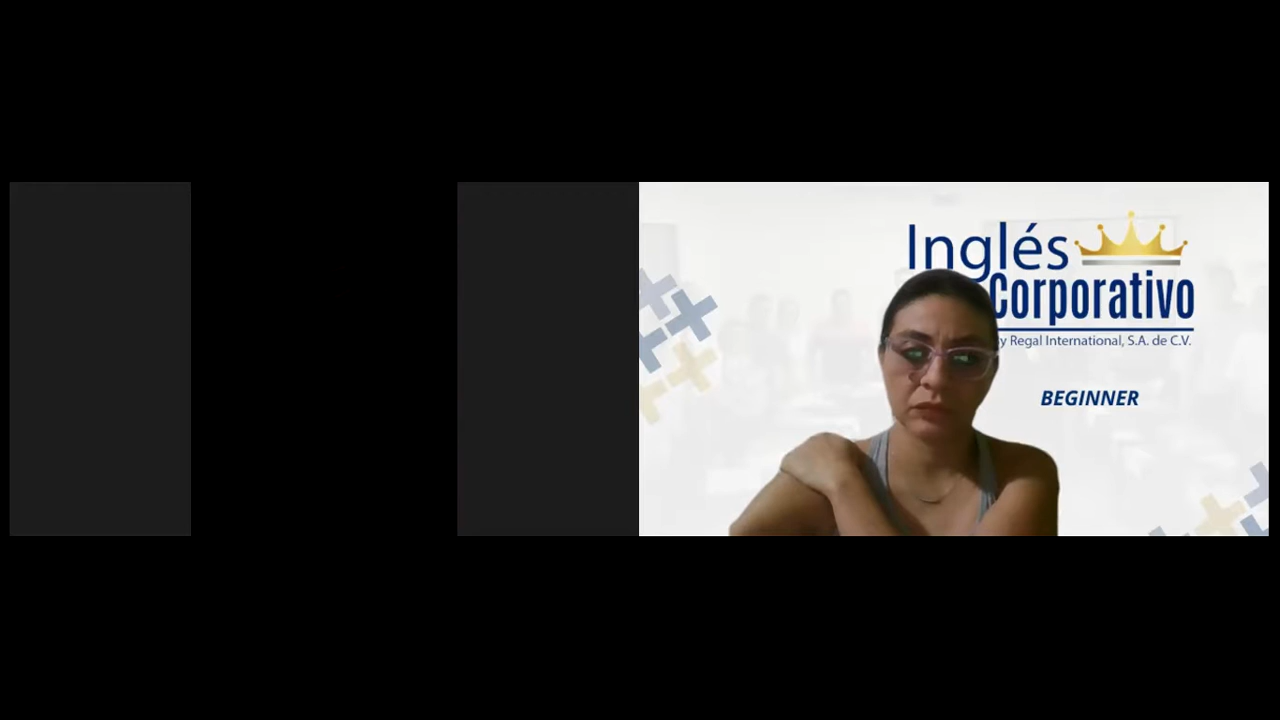 Inglés
Corporativo
y Regal International, S.A. de C.V.
BEGINNER